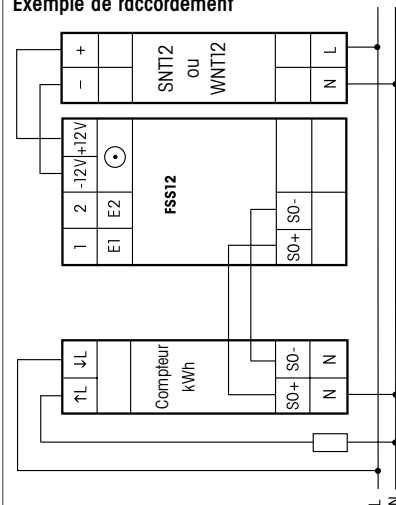 Exemple de raccordement
+
–
SNT12
ou
WNT12
L
N
+12V
-12V
2
1
E2
E1
FSS12
SO-
SO+
↓L
↑L
Compteur
kWh
SO-
SO+
N
N
L
N